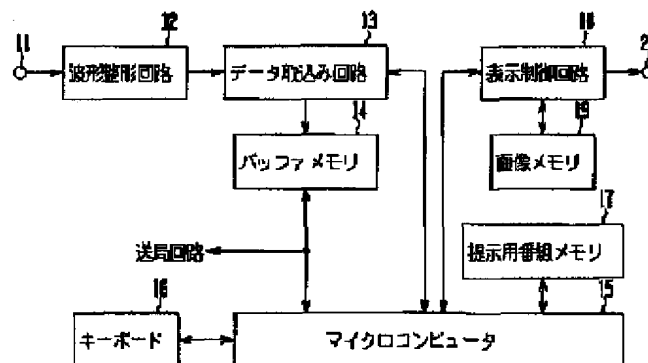 11
12
13
18
2
波形整形回路
データ取込み回路
表示制御回路
14
19
バッファメモリ
画像メモリ
17
送局回路
提示用番組メモリ
16
15
キーボード
マイクロコンピュータ